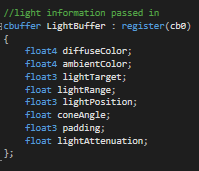 //light information passed in
cbuffer LightBuffer : register(cb0)
{
float4 diffuseColor;
float4 ambientColor;
float3 lightTarget;
float lightRange;
float3 lightPosition;
float coneAngle;
float3 padding;
float lightAttenuation;
};